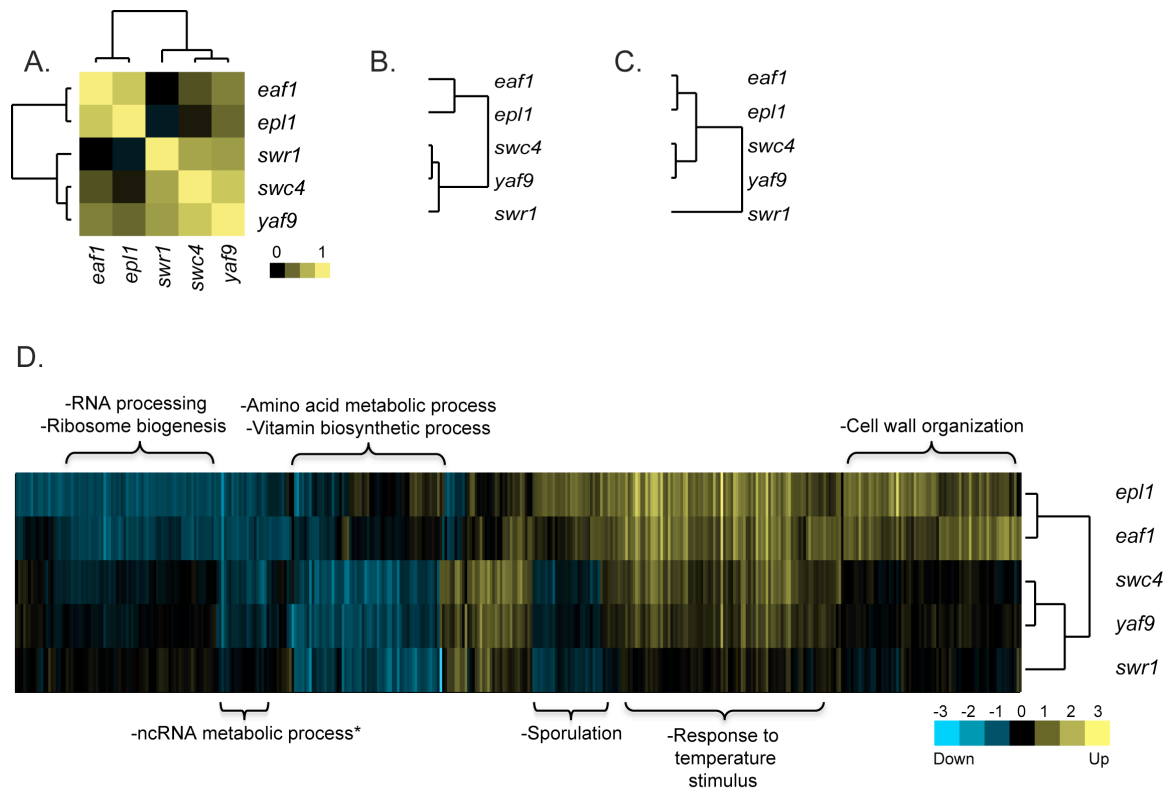 A.
eaf1
epl1
swr1
swc4
yaf9
eaf1
epl1
swr1
swc4
yaf9
0 1
B.
eaf1
epl1
swc4
yaf9
swr1
C.
eaf1
epl1
swc4
yaf9
swr1
D.
-RNA processing
-Ribosome biogenesis
-Amino acid metabolic process
-Vitamin biosynthetic process
-Cell wall organization
epl1
eaf1
swc4
yaf9
swr1
-ncRNA metabolic process*
-Sporulation
-Response to
temperature
stimulus
-3 -2 -1 0 1 2 3
Down Up